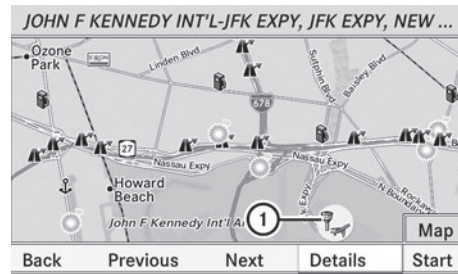 JOHN F KENNEDY INT'L-JFK EXPY, JFK EXPY, NEW ...
Ozone
Park
Linden Blvd
Sutphin Blvd
Baisley Blvd
678
27
Nassau Expy
Nassau Expy
Howard
Beach
John F Kennedy Int'l A
1
K Expy
N Boundary
Rockaw
B
Map
Back
Previous
Next
Details
Start